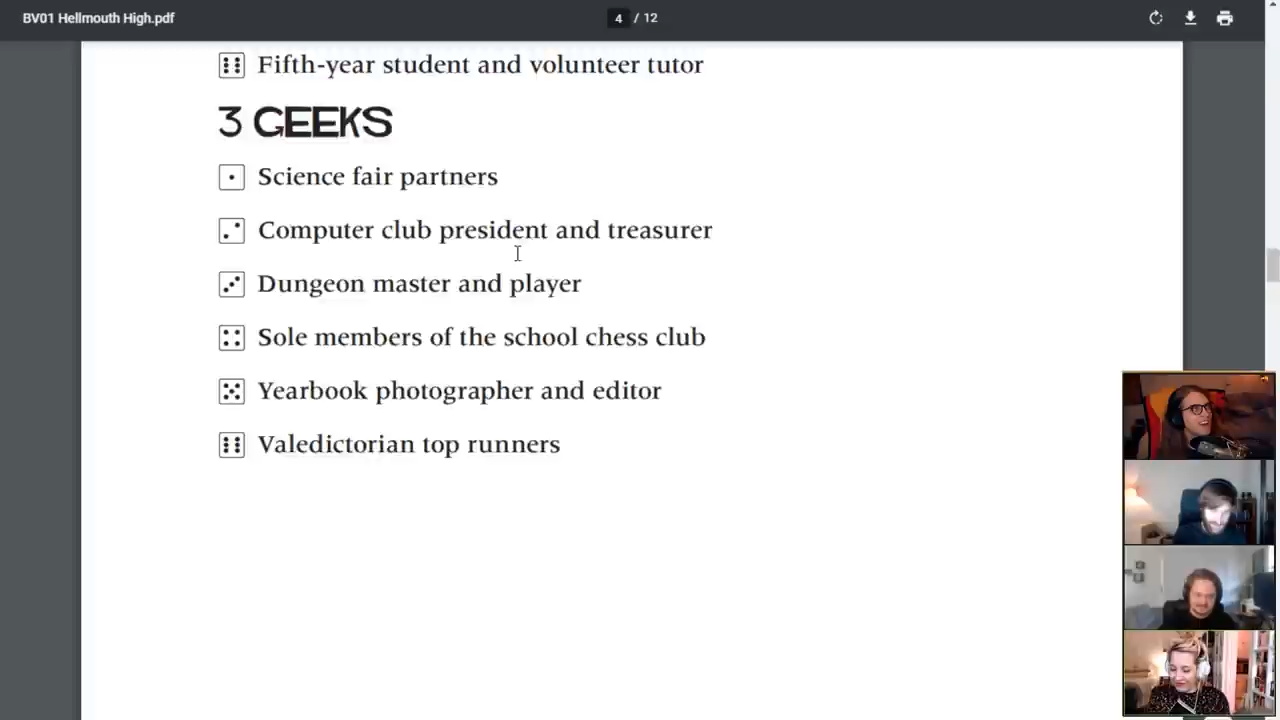 BV01 Hellmouth High.pdf
4 / 12
Fifth-year student and volunteer tutor
3 GEEKS
Science fair partners
Computer club president and treasurer
Dungeon master and player
Sole members of the school chess club
Yearbook photographer and editor
Valedictorian top runners